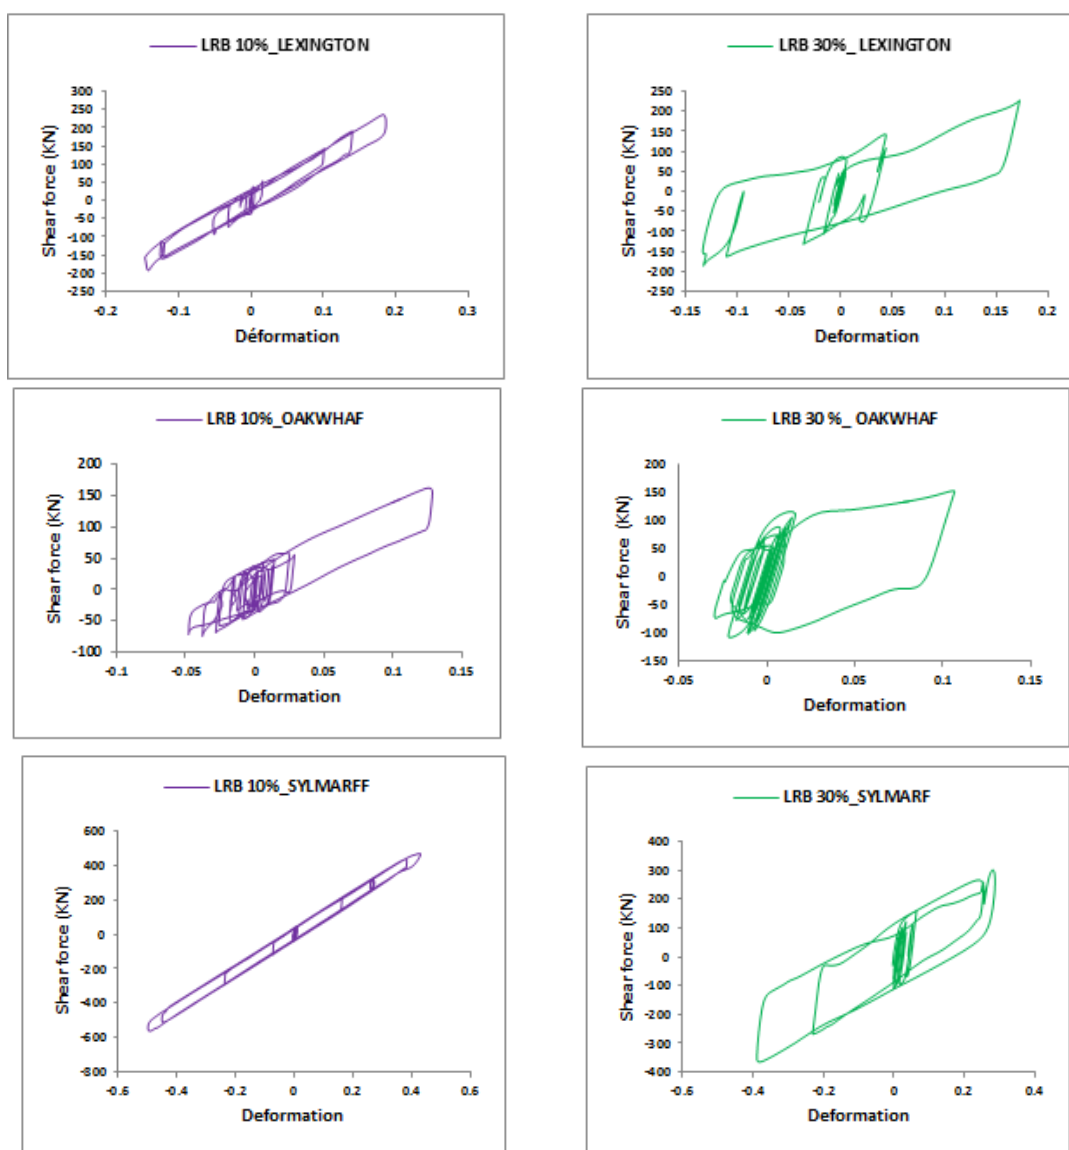 LRB 10%_LEXINGTON
Shear force (KN)
300
250
200
150
100
50
0
-50
-100
-150
-200
-250
-0.2 -0.1 0 0.1 0.2 0.3
Déformation
LRB 30%_ LEXINGTON
Shear force (KN)
250
200
150
100
50
0
-50
-100
-150
-200
-250
-0.15 -0.1 -0.05 0 0.05 0.1 0.15 0.2
Deformation
LRB 10%_OAKWHAF
Shear force (KN)
200
150
100
50
0
-50
-100
-0.1 -0.05 0 0.05 0.1 0.15
Deformation
LRB 30 %_ OAKWHAF
Shear force (KN)
200
150
100
50
0
-50
-100
-150
-0.05 0 0.05 0.1 0.15
Deformation
LRB 10%_SYLMARFF
Shear force (KN)
600
400
200
0
-200
-400
-600
-800
-0.6 -0.4 -0.2 0 0.2 0.4 0.6
Deformation
LRB 30%_SYLMARF
Shear force (KN)
400
300
200
100
0
-100
-200
-300
-400
-0.6 -0.4 -0.2 0 0.2 0.4
Deformation